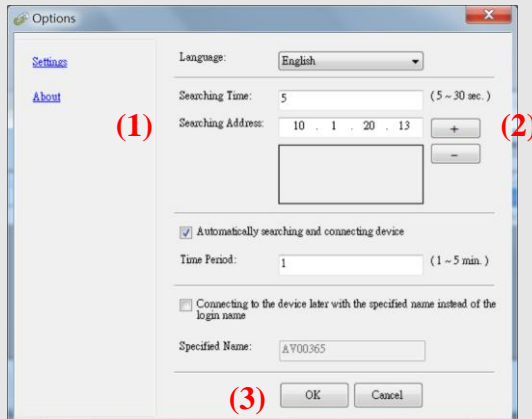 Options
Settings
About
Language: English
Searching Time: 5 ( 5 ~ 30 sec. )
(1) Searching Address: 10 . 1 . 20 . 13 + (2)
−
Automatically searching and connecting device
Time Period: 1 ( 1 ~ 5 min. )
Connecting to the device later with the specified name instead of the
login name
Specified Name: AV00365
(3) OK Cancel